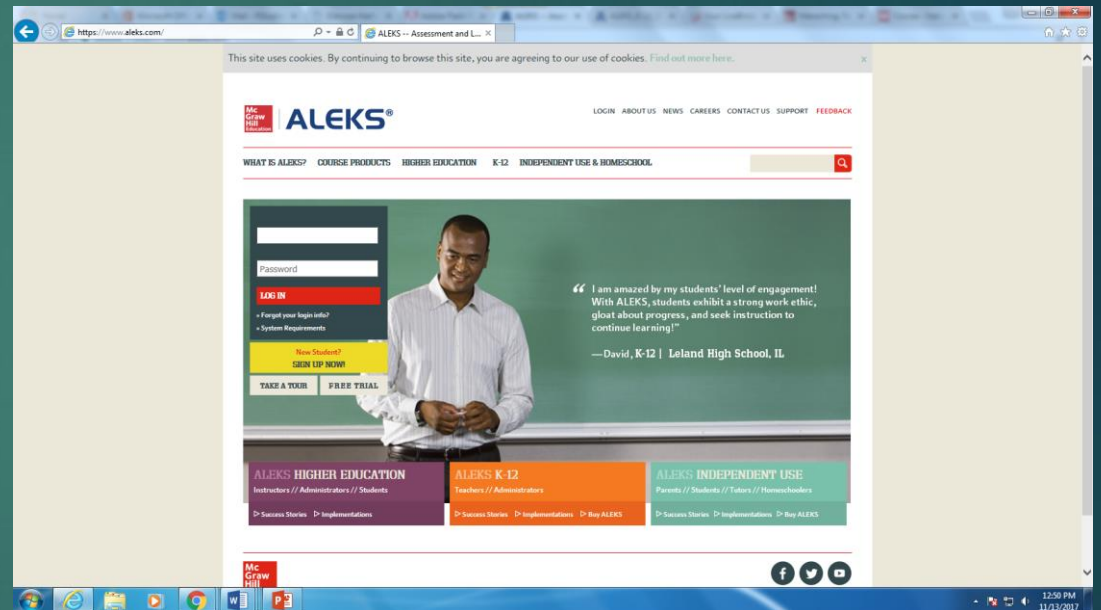 https://www.aleks.com/
ALEKS -- Assessment and L...
This site uses cookies. By continuing to browse this site, you are agreeing to our use of cookies. Find out more here. x
Mc
Graw
Hill
Education
ALEKS®
LOGIN ABOUT US NEWS CAREERS CONTACT US SUPPORT FEEDBACK
WHAT IS ALEKS? COURSE PRODUCTS HIGHER EDUCATION K-12 INDEPENDENT USE & HOMESCHOOL
Password
LOG IN
» Forgot your login info?
» System Requirements
New Student?
SIGN UP NOW!
TAKE A TOUR FREE TRIAL
“ I am amazed by my students' level of engagement!
With ALEKS, students exhibit a strong work ethic,
gloat about progress, and seek instruction to
continue learning!”
—David, K-12 | Leland High School, IL
ALEKS HIGHER EDUCATION
Instructors // Administrators // Students
▷ Success Stories ▷ Implementations
ALEKS K-12
Teachers // Administrators
▷ Success Stories ▷ Implementations ▷ Buy ALEKS
ALEKS INDEPENDENT USE
Parents // Students // Tutors // Homeschoolers
▷ Success Stories ▷ Implementations ▷ Buy ALEKS
Mc
Graw
Hill
12:50 PM
11/13/2017